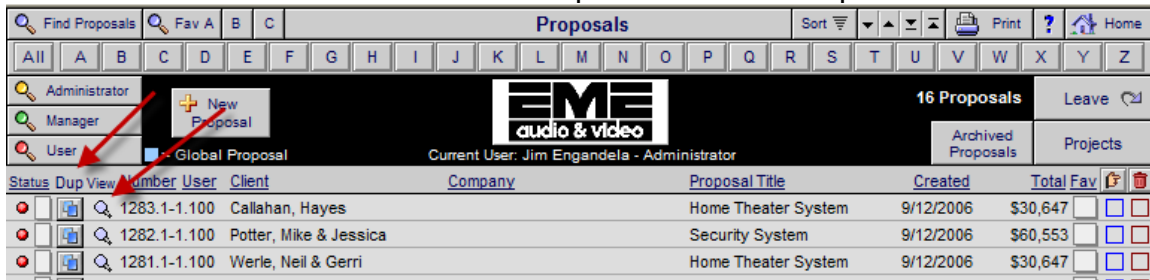 Find Proposals Fav A B C Proposals Sort Print ? Home
All A B C D E F G H I J K L M N O P Q R S T U V W X Y Z
Administrator
Manager
User
New Proposal
EME
audio & video
= Global Proposal
Current User: Jim Engandela - Administrator
16 Proposals
Leave
Archived Proposals
Projects
Status Dup View Number User Client Company Proposal Title Created Total Fav
1283.1-1.100 Callahan, Hayes Home Theater System 9/12/2006 $30,647
1282.1-1.100 Potter, Mike & Jessica Security System 9/12/2006 $60,553
1281.1-1.100 Werle, Neil & Gerri Home Theater System 9/12/2006 $30,647